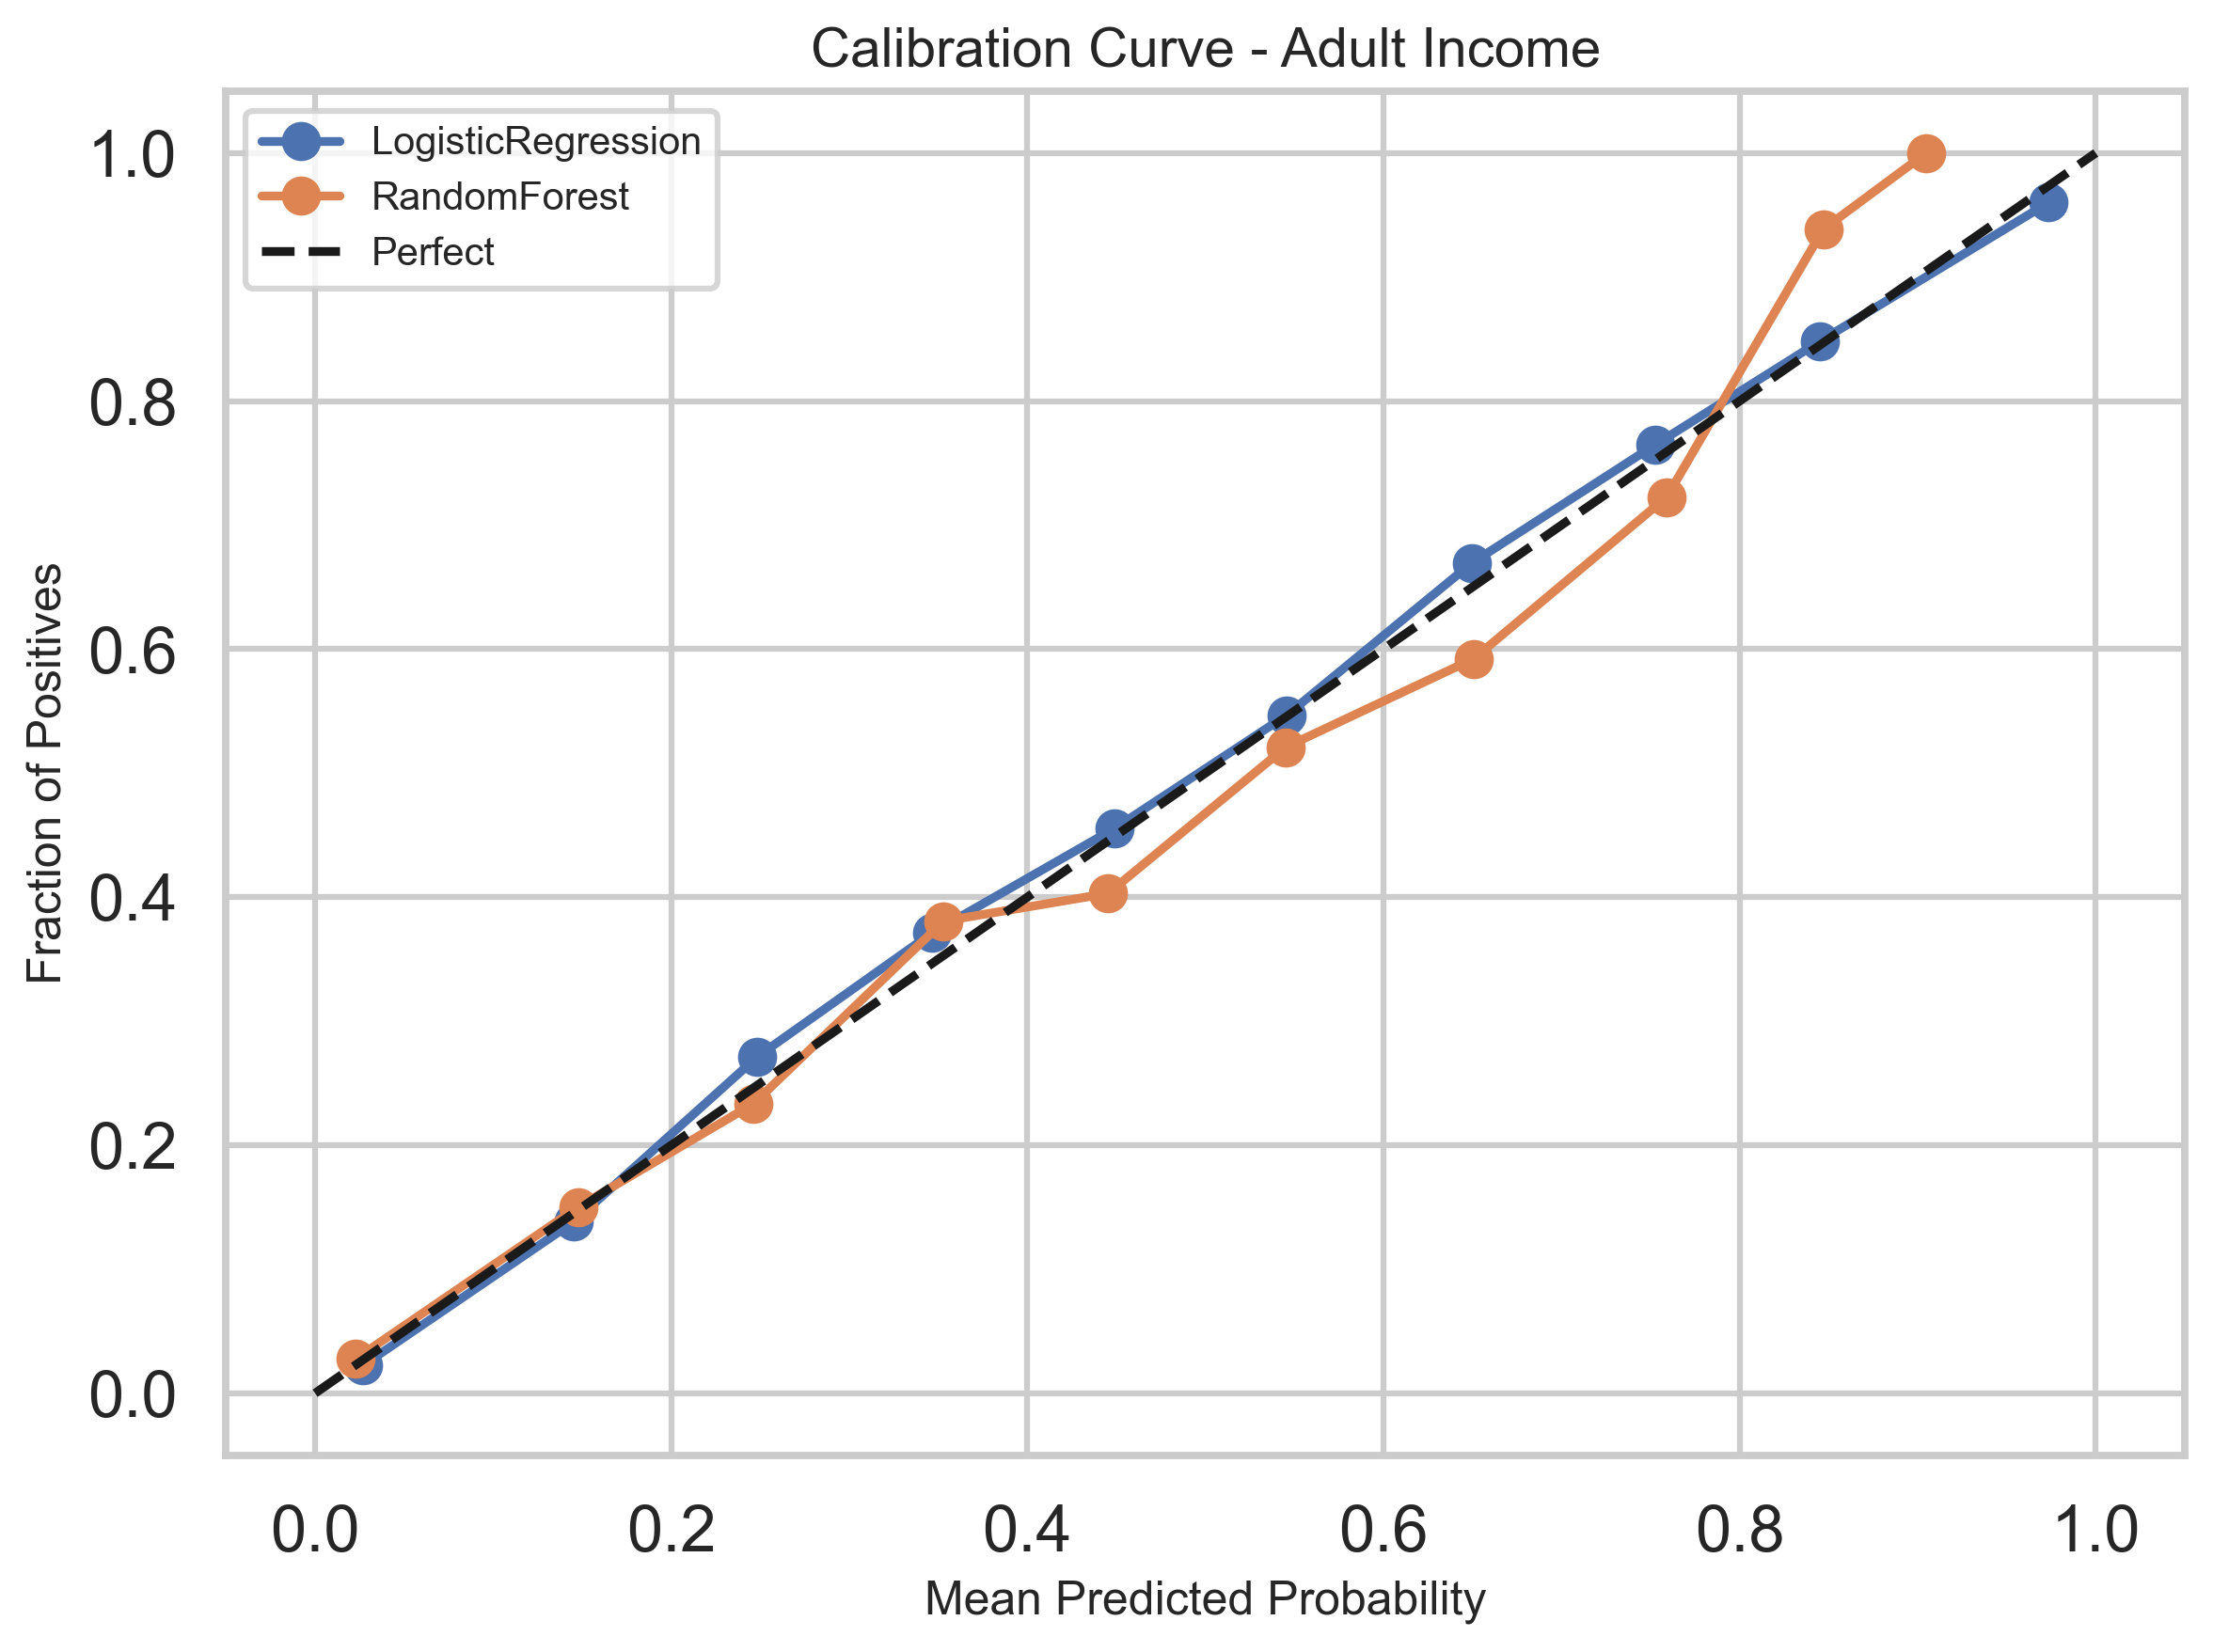 Calibration Curve - Adult Income
LogisticRegression
RandomForest
Perfect
1.0
0.8
0.6
0.4
0.2
0.0
Fraction of Positives
0.0 0.2 0.4 0.6 0.8 1.0
Mean Predicted Probability